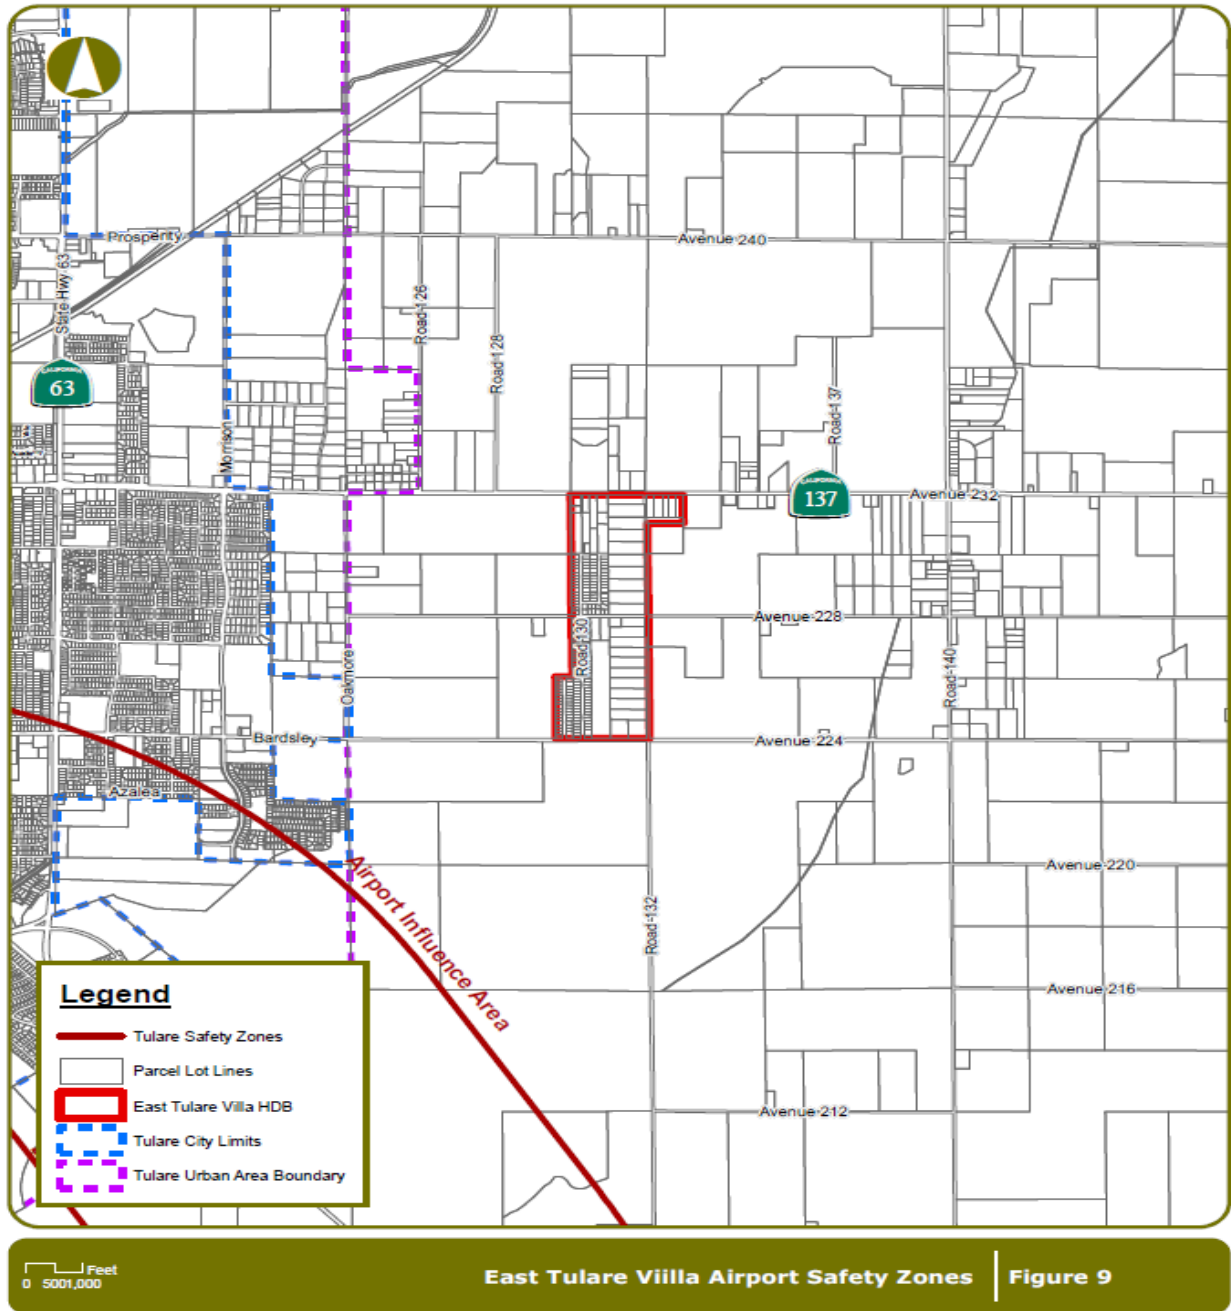 Prosperity
Avenue 240
State Hwy 63
Road 126
Road 128
CALIFORNIA
63
Road 137
Morrison
CALIFORNIA
137
Avenue 232
Avenue 228
Road 130
Oakmore
Road 140
Bardsley
Avenue 224
Azalea
Airport Influence Area
Avenue 220
Road 132
Avenue 216
Avenue 212
Legend
Tulare Safety Zones
Parcel Lot Lines
East Tulare Villa HDB
Tulare City Limits
Tulare Urban Area Boundary
Feet
0 5001,000
East Tulare Viilla Airport Safety Zones
Figure 9